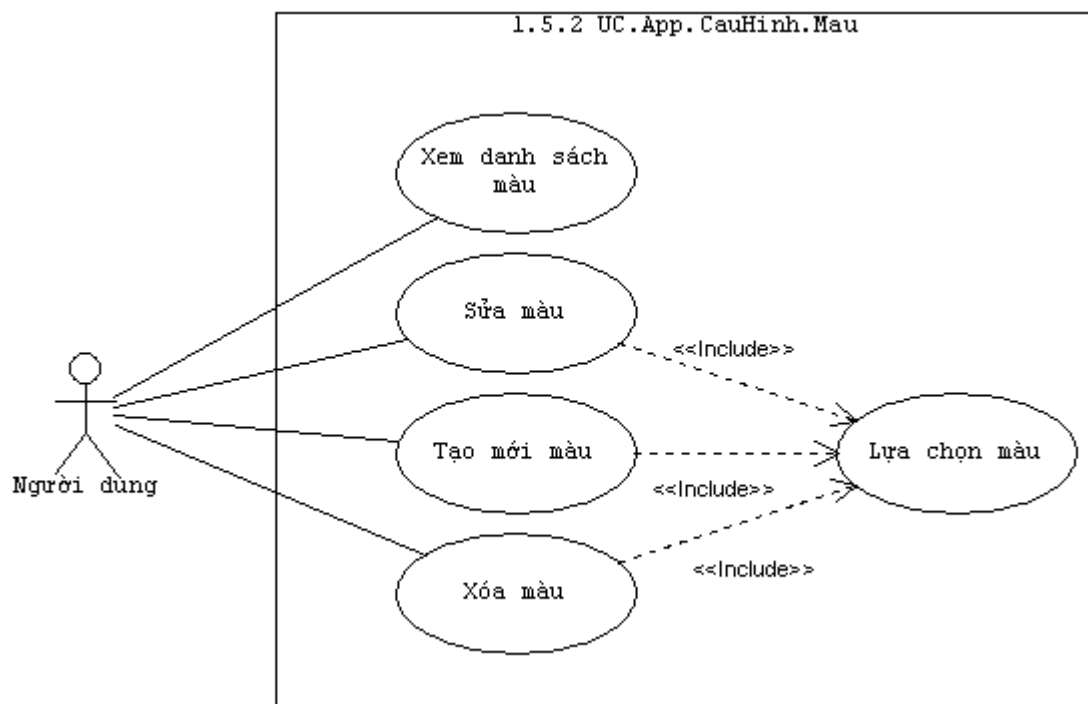 1.5.2 UC.App.CauHinh.Mau
Xem danh sách
màu
Sửa màu
<<Include>>
Tạo mới màu
Lựa chọn màu
Người dùng
<<Include>>
<<Include>>
Xóa màu